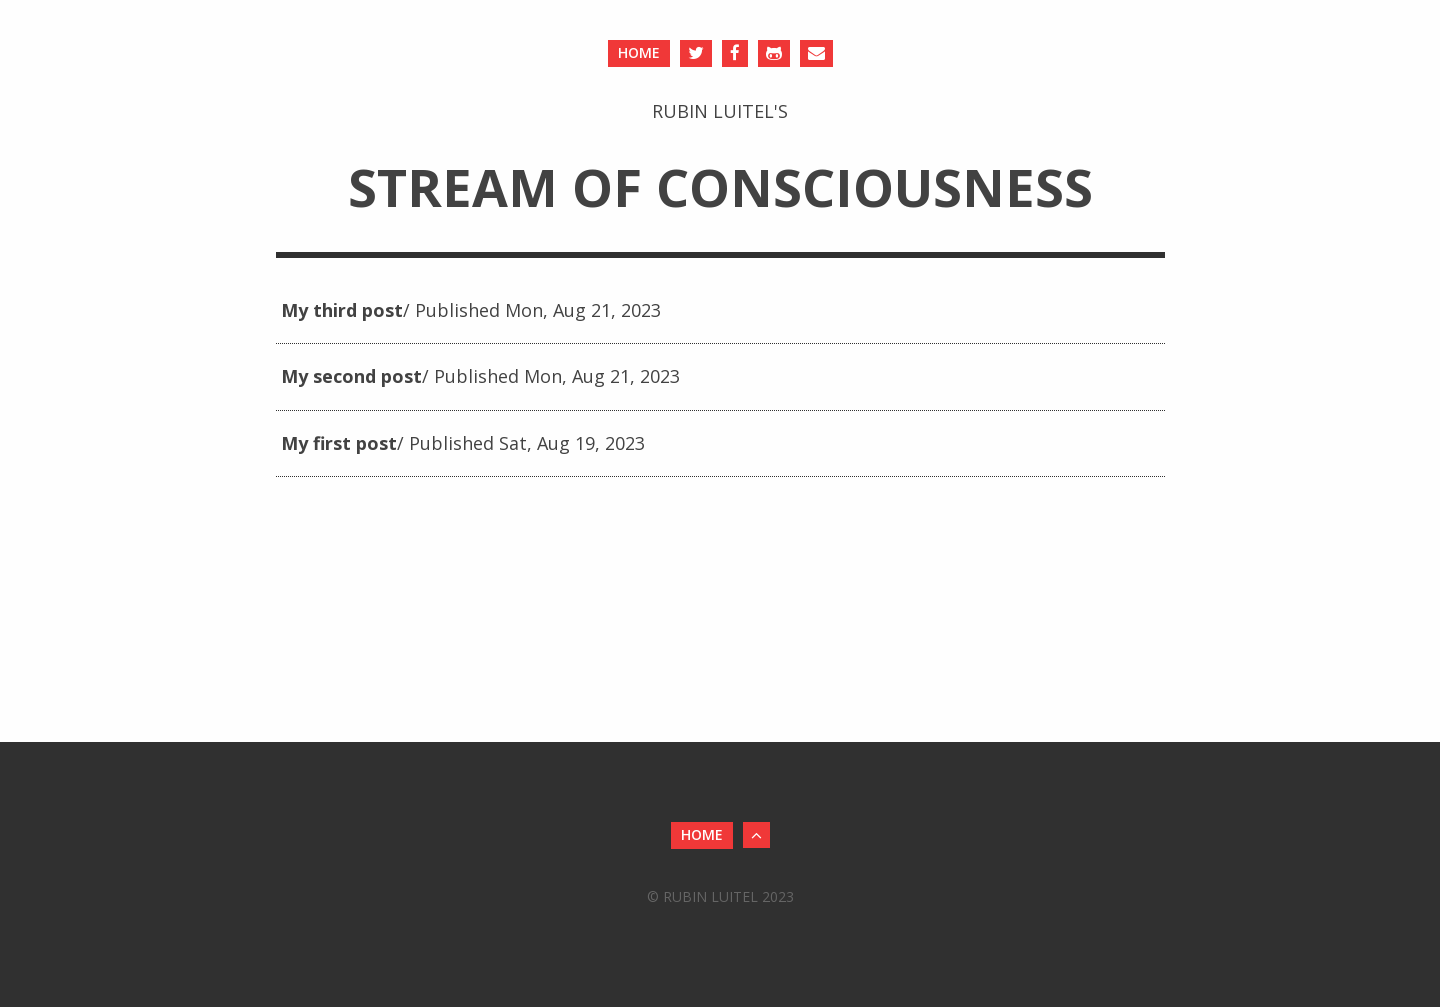 HOME
RUBIN LUITEL'S
STREAM OF CONSCIOUSNESS
My third post/ Published Mon, Aug 21, 2023
My second post/ Published Mon, Aug 21, 2023
My first post/ Published Sat, Aug 19, 2023
HOME
© RUBIN LUITEL 2023